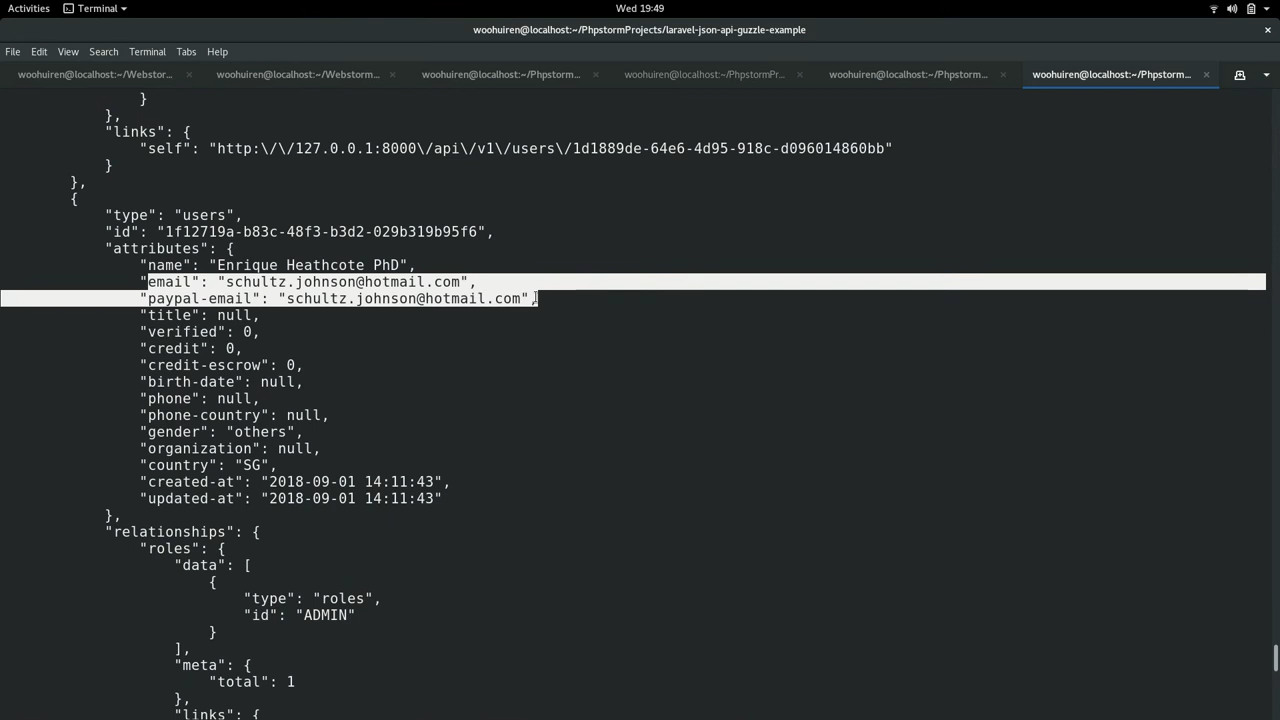 Activities Terminal Wed 19:49
woohuiren@localhost:~/PhpstormProjects/laravel-json-api-guzzle-example
File Edit View Search Terminal Tabs Help
woohuiren@localhost:~/Webstor... woohuiren@localhost:~/Webstorm... woohuiren@localhost:~/Phpstorm... woohuiren@localhost:~/PhpstormPr... woohuiren@localhost:~/Phpstorm... woohuiren@localhost:~/Phpstorm...
}
},
"links": {
"self": "http:\/\/127.0.0.1:8000\/api\/v1\/users\/1d1889de-64e6-4d95-918c-d096014860bb"
}
},
{
"type": "users",
"id": "1f12719a-b83c-48f3-b3d2-029b319b95f6",
"attributes": {
"name": "Enrique Heathcote PhD",
"email": "schultz.johnson@hotmail.com",
"paypal-email": "schultz.johnson@hotmail.com",
"title": null,
"verified": 0,
"credit": 0,
"credit-escrow": 0,
"birth-date": null,
"phone": null,
"phone-country": null,
"gender": "others",
"organization": null,
"country": "SG",
"created-at": "2018-09-01 14:11:43",
"updated-at": "2018-09-01 14:11:43"
},
"relationships": {
"roles": {
"data": [
{
"type": "roles",
"id": "ADMIN"
}
],
"meta": {
"total": 1
},
"links": {